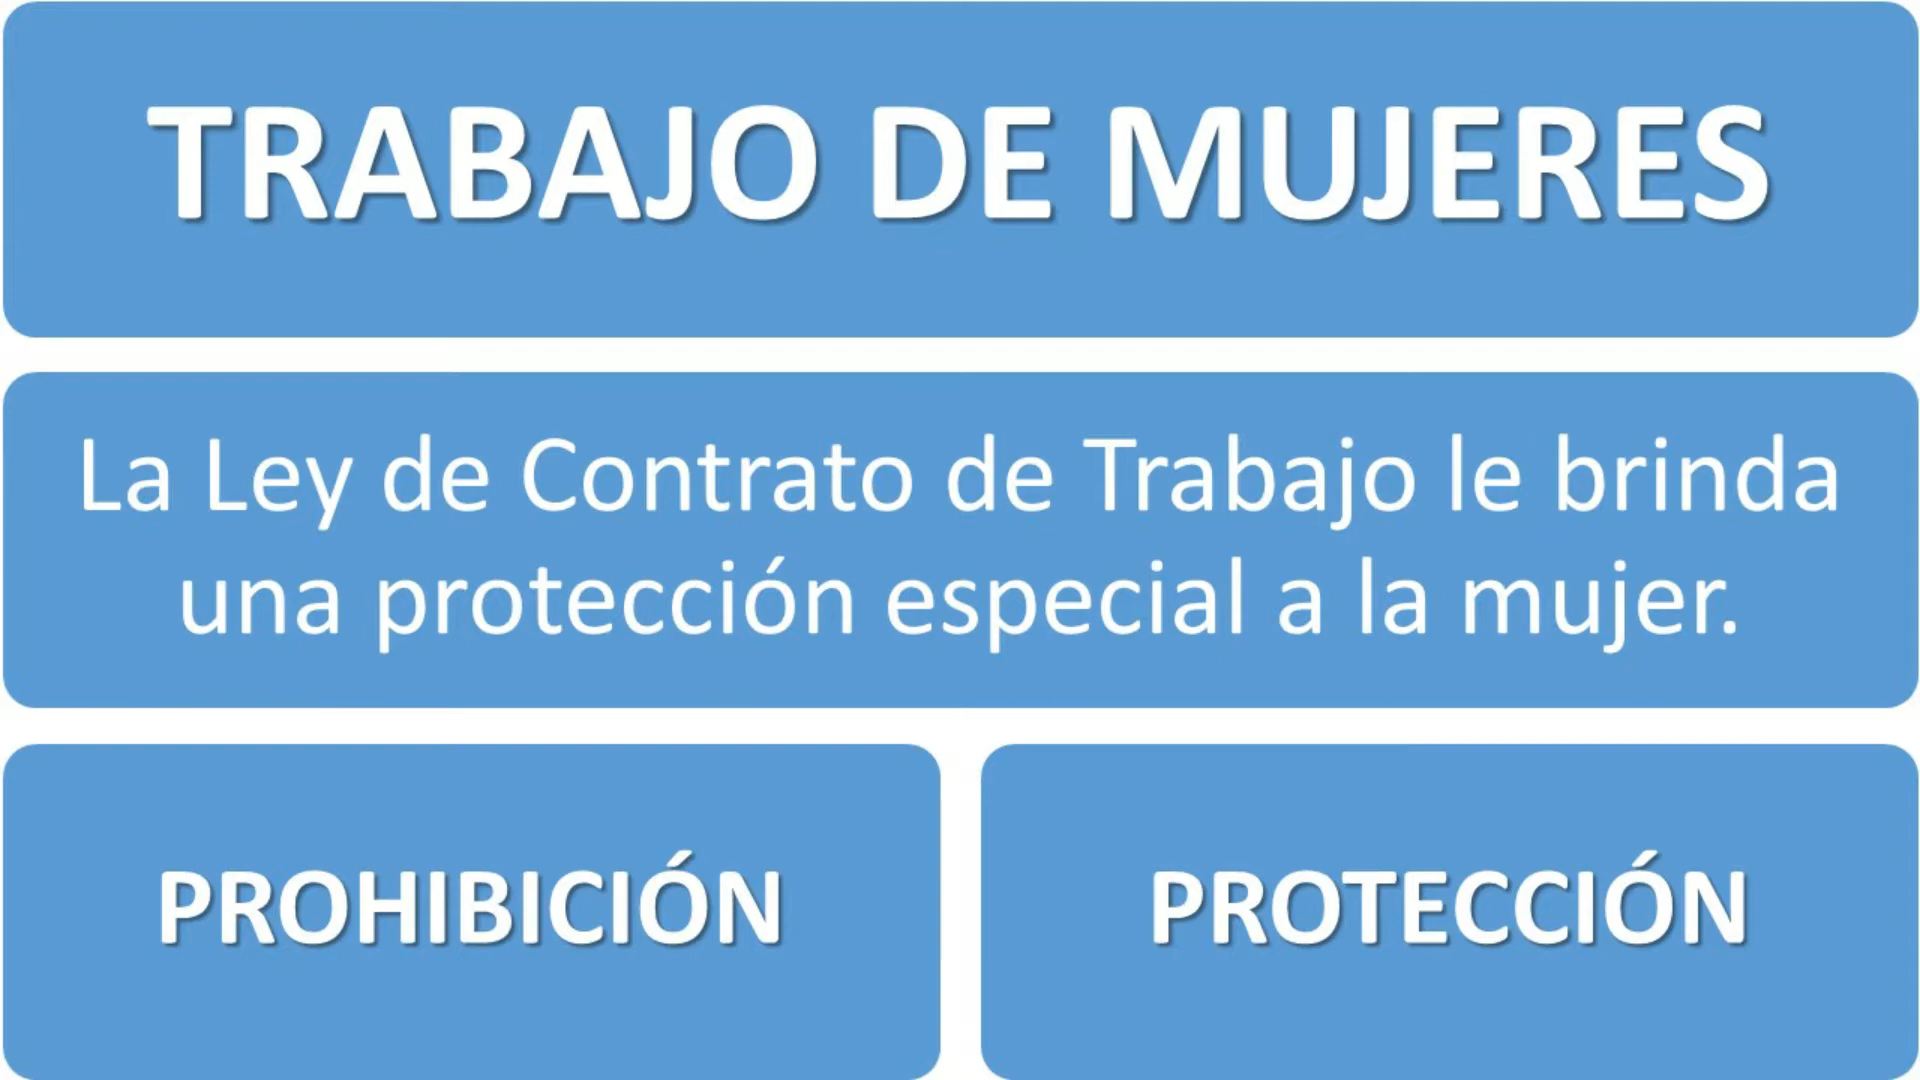 TRABAJO DE MUJERES
La Ley de Contrato de Trabajo le brinda
una protección especial a la mujer.
PROHIBICIÓN
PROTECCIÓN